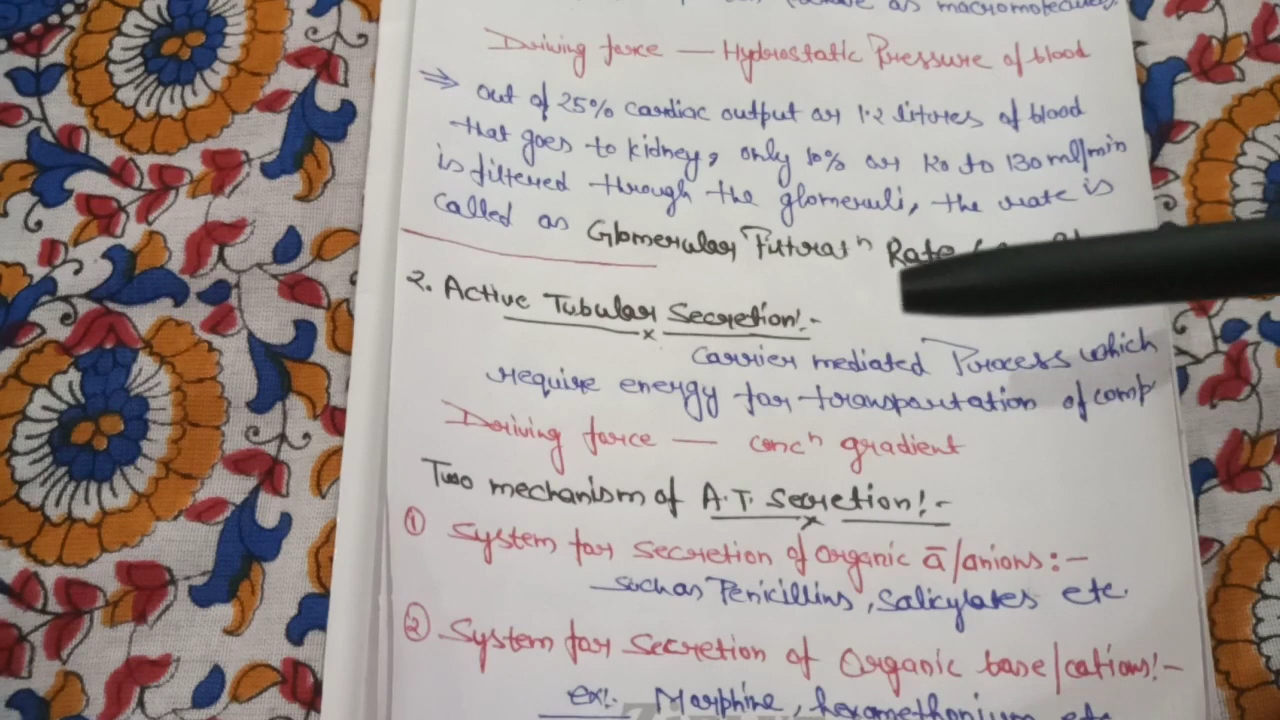 as macromolecules
Driving force — Hydrostatic Pressure of blood
⇒ out of 25% cardiac output or 1.2 litres of blood
that goes to kidney, only 10% or 120 to 130 ml/min
is filtered through the glomeruli, the rate is
called as Glomerular Filtratⁿ Rate
2. Active Tubular Secretion:-
Carrier mediated Process which
require energy for transportation of comp
Driving force — concⁿ gradient
Two mechanism of A.T. Secretion:-
① System for secretion of organic ā/anions:-
such as Penicillins, Salicylates etc.
② System for secretion of Organic base/cations:-
ex:- Morphine, hexamethonium etc